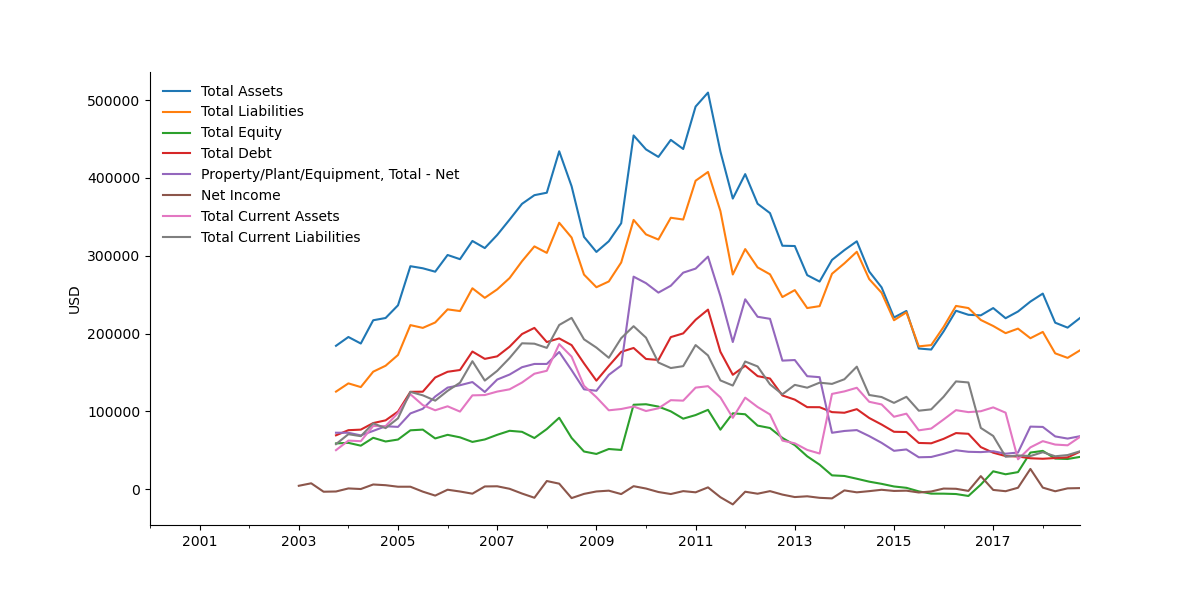 500000
400000
300000
200000
100000
0
USD
Total Assets
Total Liabilities
Total Equity
Total Debt
Property/Plant/Equipment, Total - Net
Net Income
Total Current Assets
Total Current Liabilities
2001 2003 2005 2007 2009 2011 2013 2015 2017